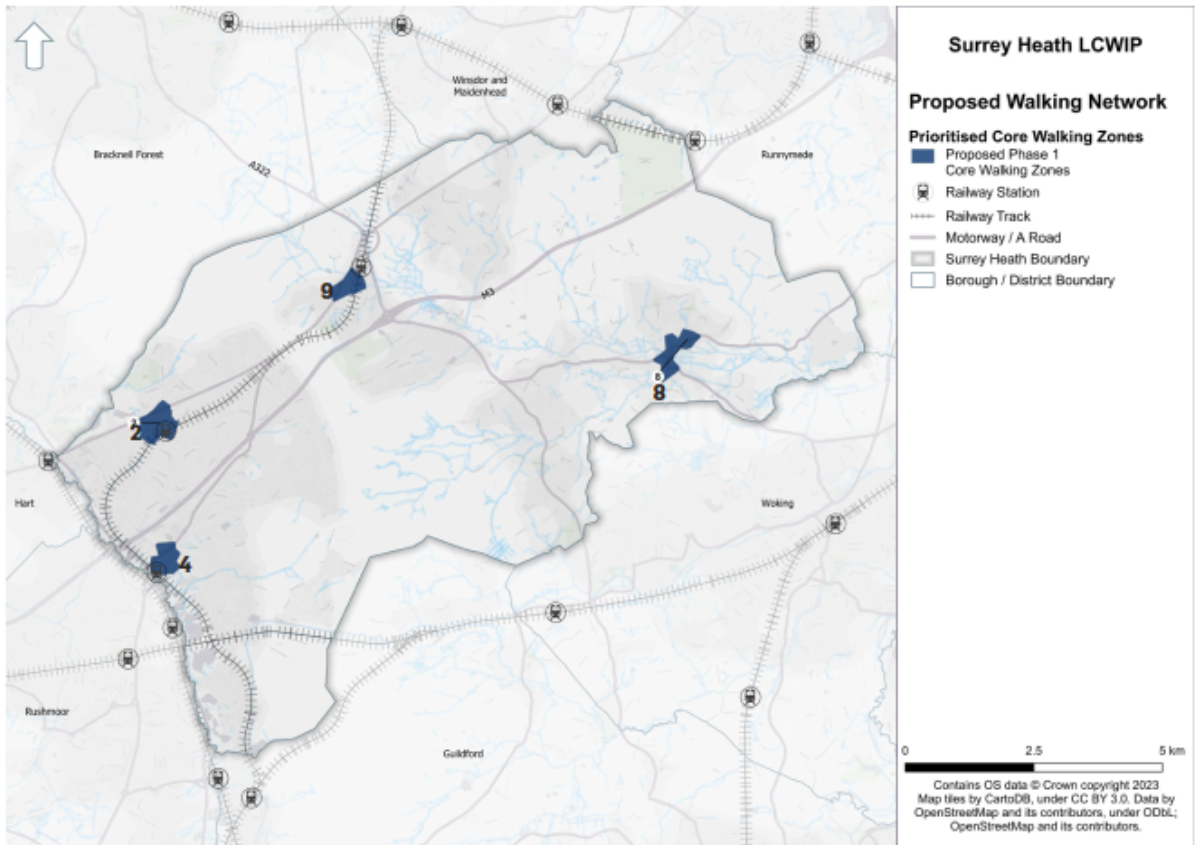 Surrey Heath LCWIP
Proposed Walking Network
Prioritised Core Walking Zones
Proposed Phase 1
Core Walking Zones
Railway Station
Railway Track
Motorway / A Road
Surrey Heath Boundary
Borough / District Boundary
Winsdor and
Maidenhead
Bracknell Forest
A322
Runnymede
9
M3
8
8
2
2
Hart
Woking
4
Rushmoor
Guildford
0 2.5 5 km
Contains OS data © Crown copyright 2023
Map tiles by CartoDB, under CC BY 3.0. Data by
OpenStreetMap and its contributors, under ODbL;
OpenStreetMap and its contributors.